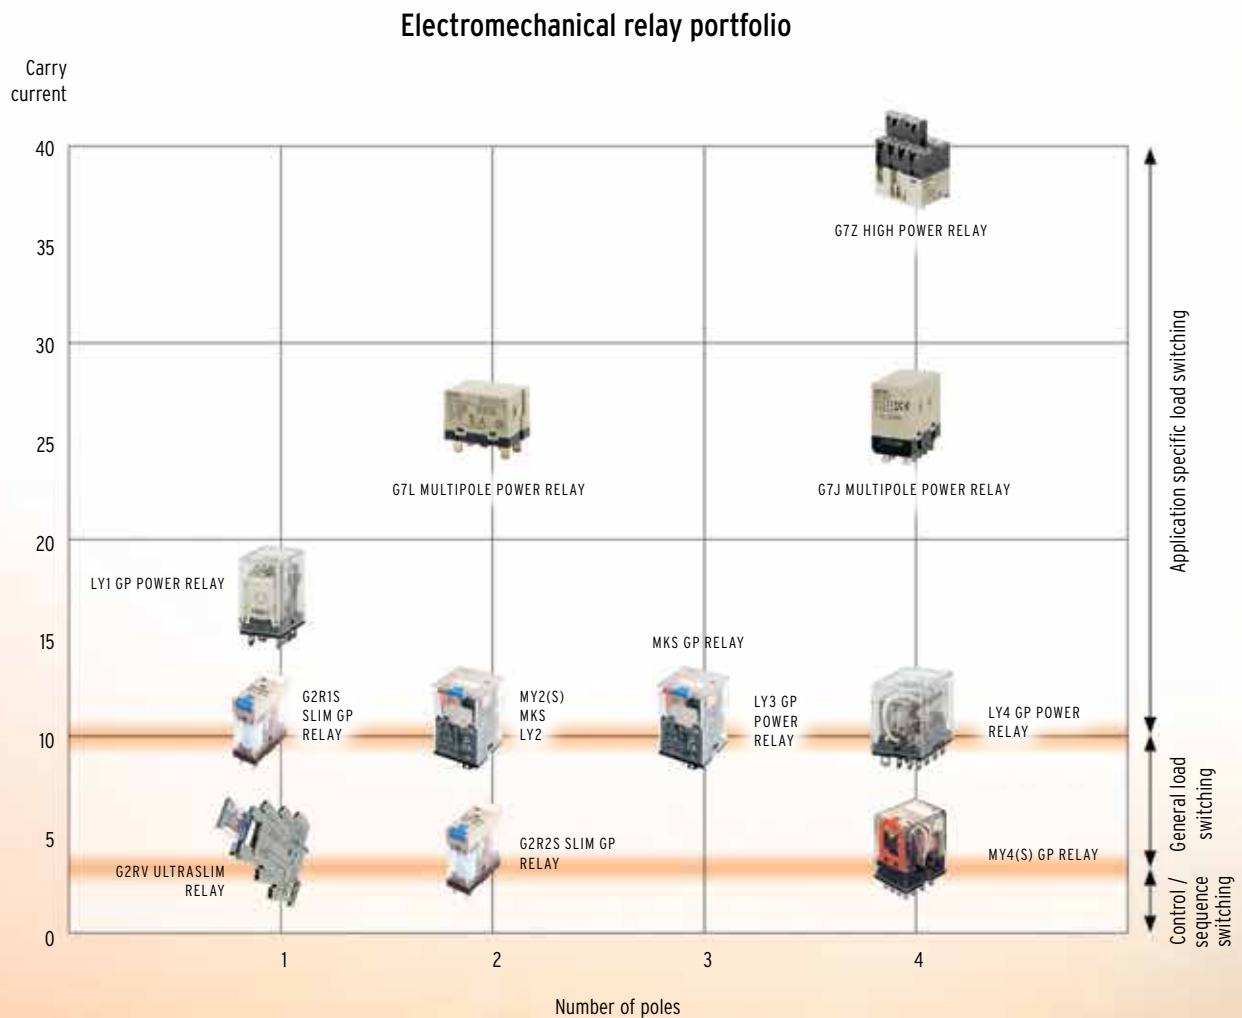 Electromechanical relay portfolio
Carry
current
40
35
30
25
20
15
10
5
0
G7Z HIGH POWER RELAY
G7L MULTIPOLE POWER RELAY
G7J MULTIPOLE POWER RELAY
LY1 GP POWER RELAY
MKS GP RELAY
G2R1S
SLIM GP
RELAY
MY2(S)
MKS
LY2
LY3 GP
POWER
RELAY
LY4 GP POWER
RELAY
G2RV ULTRASLIM
RELAY
G2R2S SLIM GP
RELAY
MY4(S) GP RELAY
Application specific load switching
General load
switching
Control /
sequence
switching
1
2
3
4
Number of poles